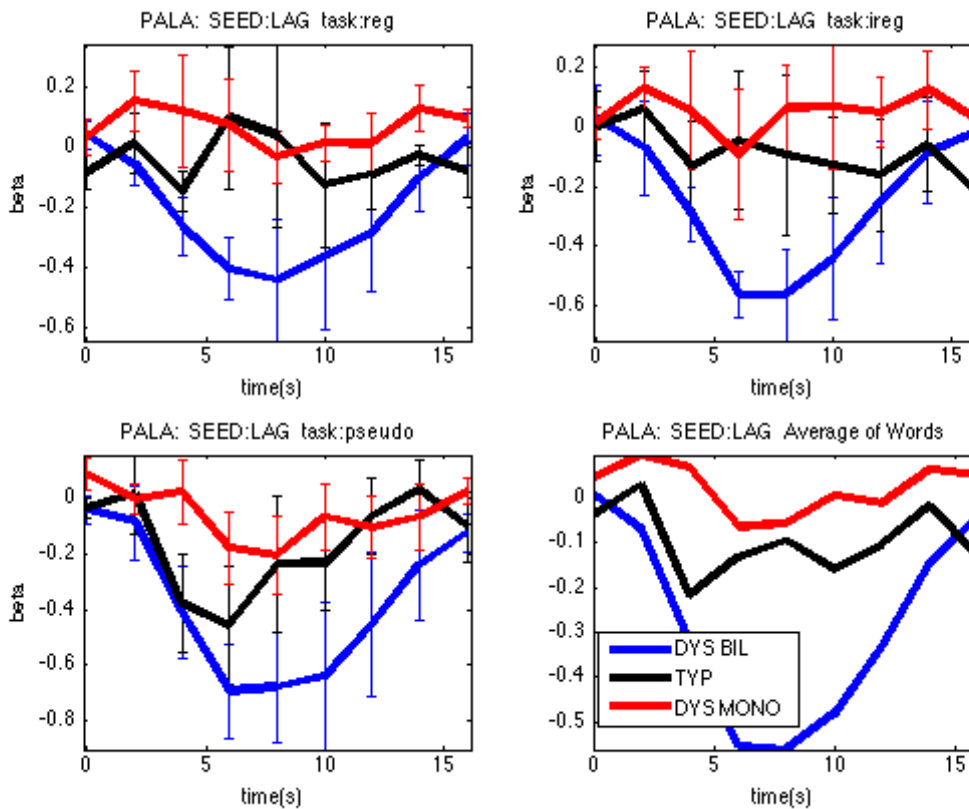 PALA: SEED:LAG task:reg
0.2
0
-0.2
-0.4
-0.6
beta
0
5
10
15
time(s)
PALA: SEED:LAG task:ireg
0.2
0
-0.2
-0.4
-0.6
beta
0
5
10
15
time(s)
PALA: SEED:LAG task:pseudo
0
-0.2
-0.4
-0.6
-0.8
beta
0
5
10
15
time(s)
PALA: SEED:LAG Average of Words
0
-0.1
-0.2
-0.3
-0.4
-0.5
beta
DYS BIL
TYP
DYS MONO
0
5
10
15
time(s)